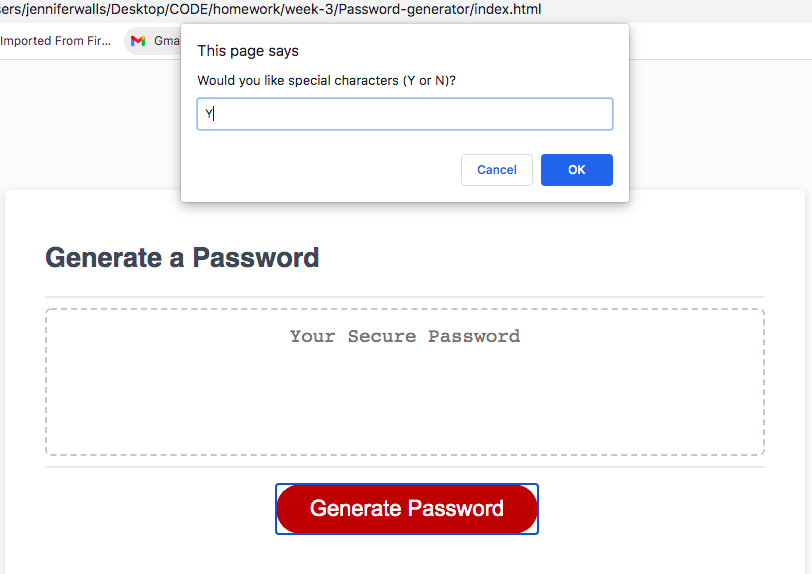 ers/jenniferwalls/Desktop/CODE/homework/week-3/Password-generator/index.html
Imported From Fir...
Gma
This page says
Would you like special characters (Y or N)?
Y
Cancel
OK
Generate a Password
Your Secure Password
Generate Password